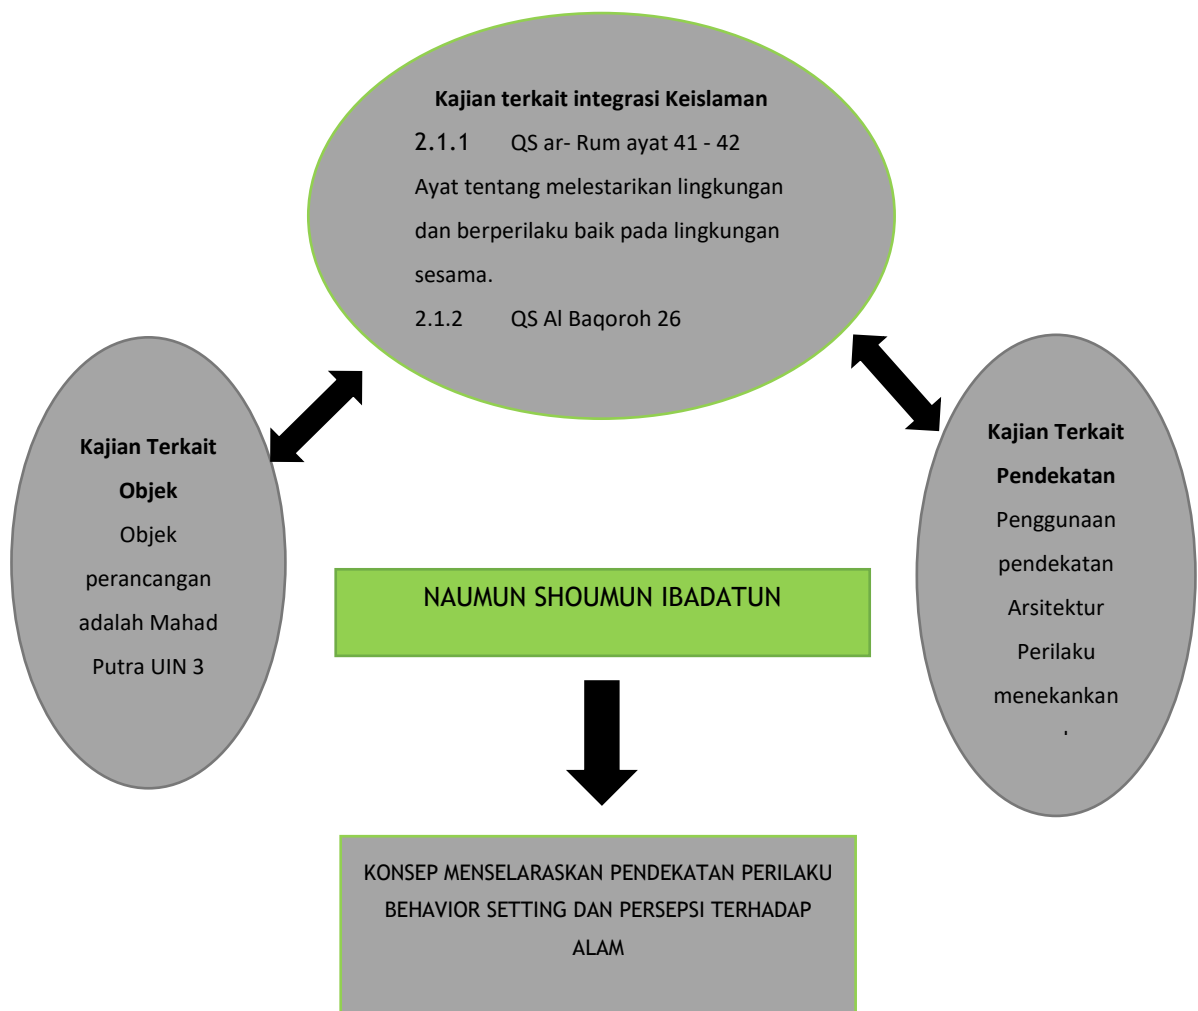 Kajian terkait integrasi Keislaman
2.1.1 QS ar- Rum ayat 41 - 42
Ayat tentang melestarikan lingkungan
dan berperilaku baik pada lingkungan
sesama.
2.1.2 QS Al Baqoroh 26
Kajian Terkait
Objek
Objek
perancangan
adalah Mahad
Putra UIN 3
Kajian Terkait
Pendekatan
Penggunaan
pendekatan
Arsitektur
Perilaku
menekankan
NAUMUN SHOUMUN IBADATUN
KONSEP MENSELARASKAN PENDEKATAN PERILAKU
BEHAVIOR SETTING DAN PERSEPSI TERHADAP
ALAM